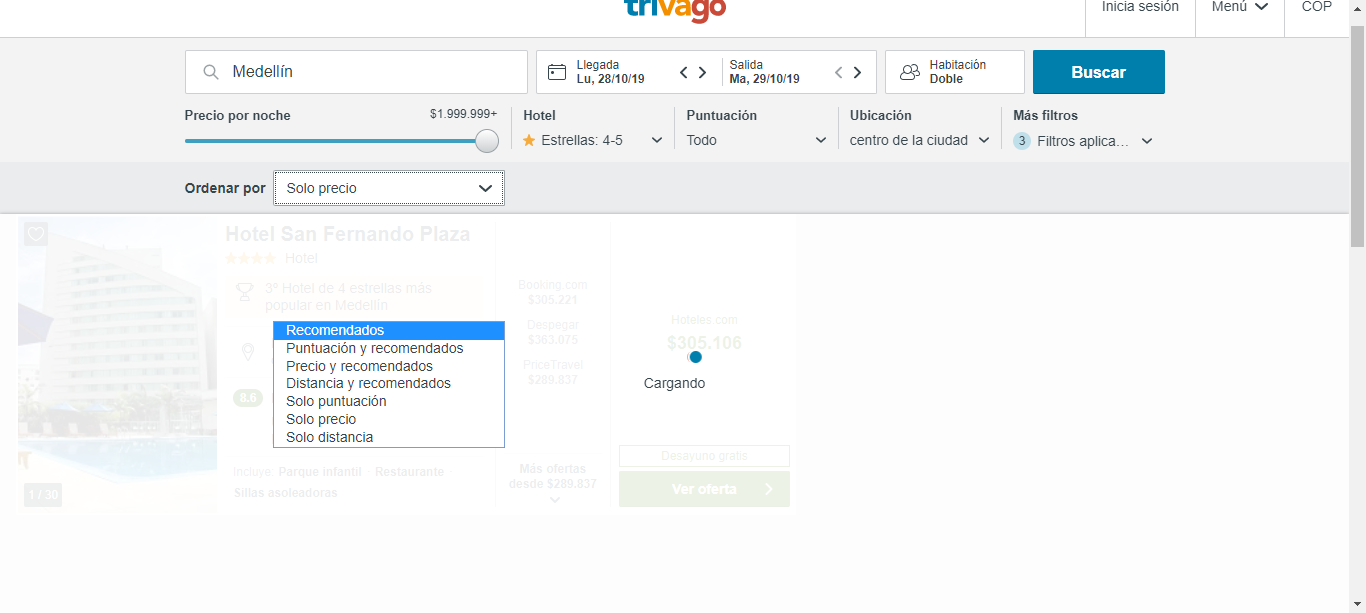 trivago
Inicia sesión
Menú
COP
Medellín
Llegada
Lu, 28/10/19
Salida
Ma, 29/10/19
Habitación
Doble
Buscar
Precio por noche
$1.999.999+
Hotel
Estrellas: 4-5
Puntuación
Todo
Ubicación
centro de la ciudad
Más filtros
3 Filtros aplica...
Ordenar por
Solo precio
Hotel San Fernando Plaza
Hotel
3º Hotel de 4 estrellas más
popular en Medellín
Recomendados
Puntuación y recomendados
Precio y recomendados
Distancia y recomendados
Solo puntuación
Solo precio
Solo distancia
8.6
Incluye: Parque infantil · Restaurante ·
Sillas asoleadoras
1 / 30
Booking.com
$305.221
Despegar
$363.075
PriceTravel
$289.837
Más ofertas
desde $289.837
Hoteles.com
$305.106
Cargando
Desayuno gratis
Ver oferta